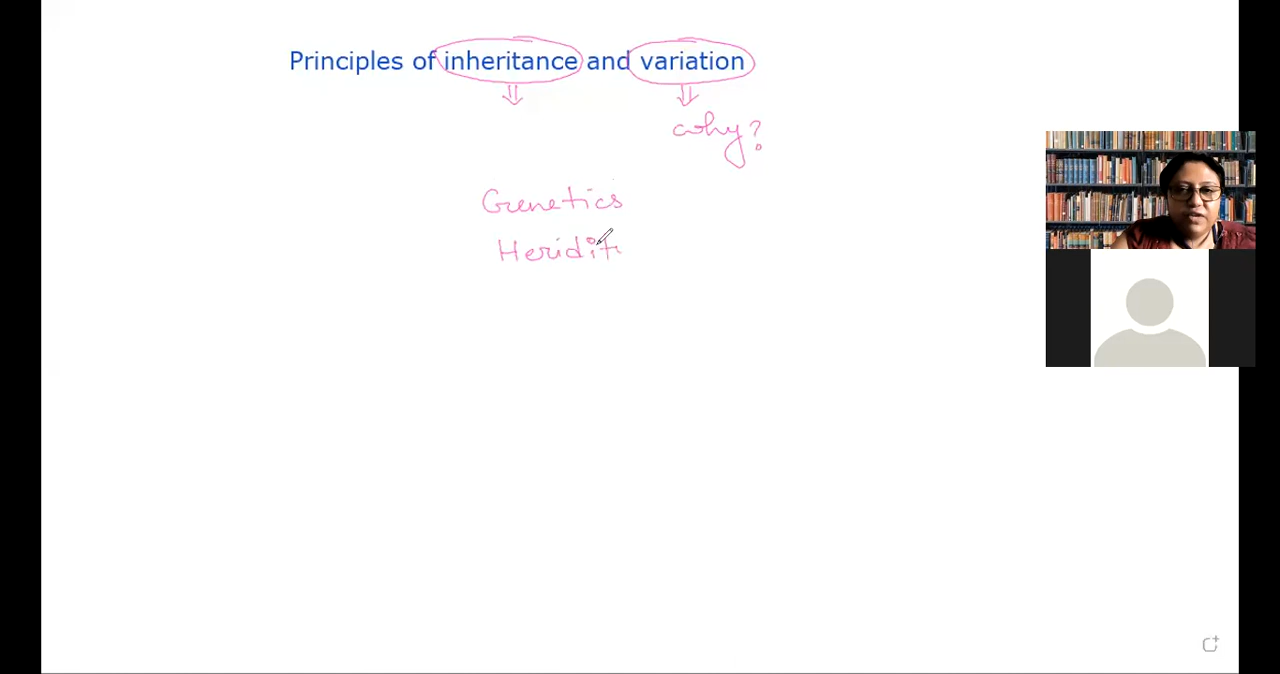 Principles of inheritance and variation
why?
Genetics
Heridit